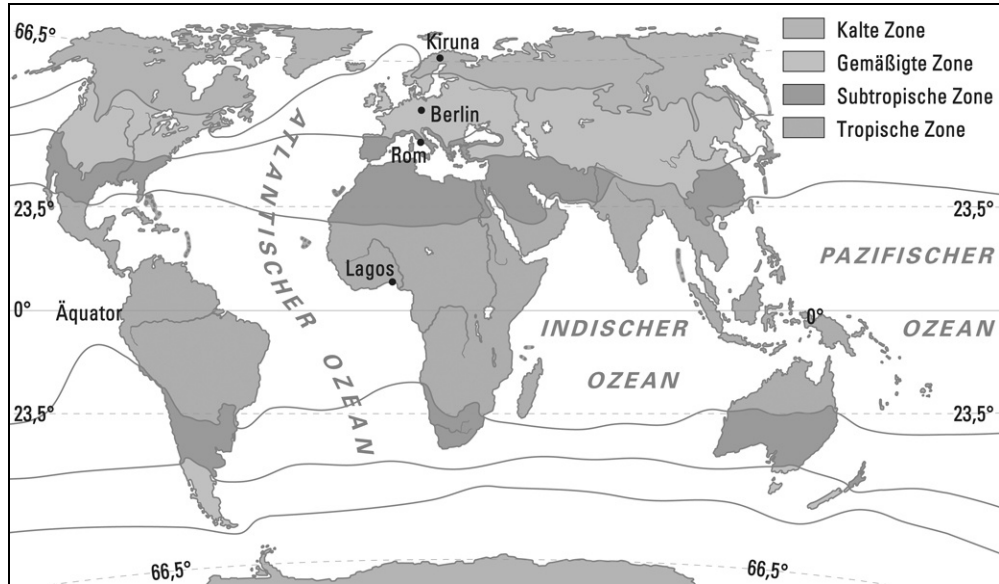 66,5°
Kiruna
Kalte Zone
Gemäßigte Zone
Subtropische Zone
Tropische Zone
Berlin
Rom
ATLANTISCHER OZEAN
23,5°
23,5°
Lagos
PAZIFISCHER
OZEAN
Äquator
0°
0°
INDISCHER
OZEAN
23,5°
23,5°
66,5°
66,5°